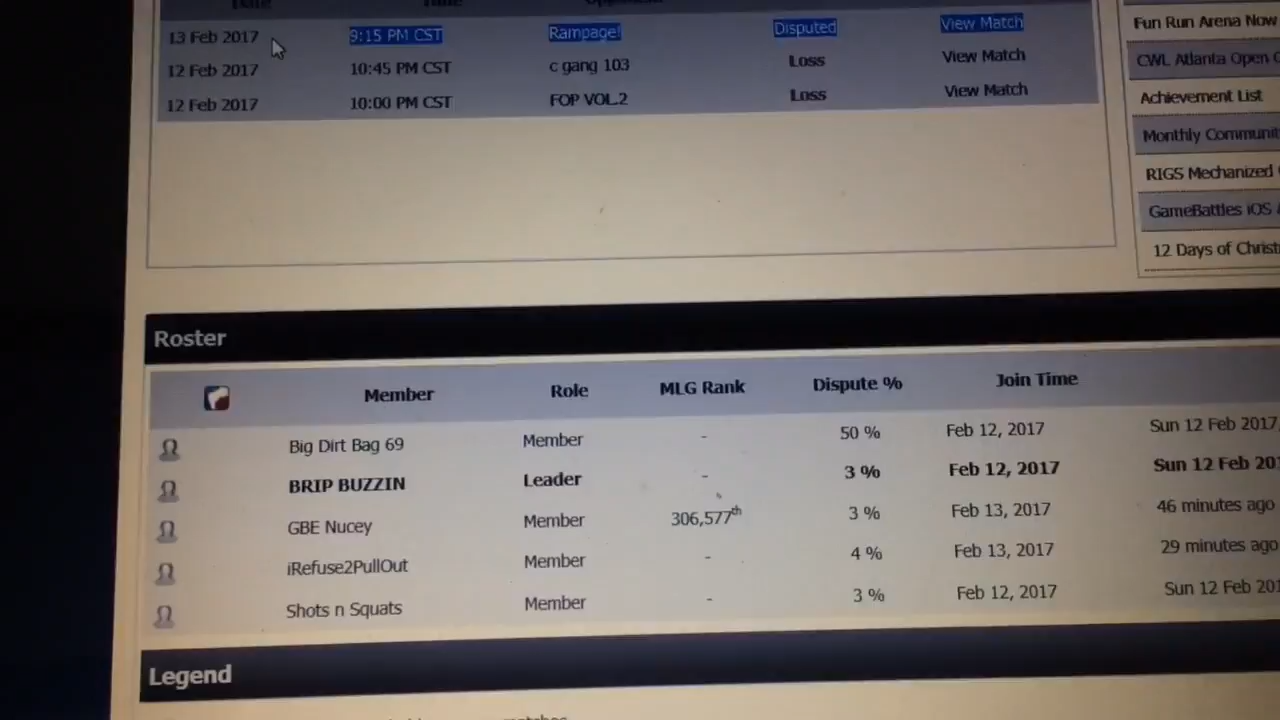 Date Time Opponent
13 Feb 2017 9:15 PM CST Rampage! Disputed View Match
12 Feb 2017 10:45 PM CST c gang 103 Loss View Match
12 Feb 2017 10:00 PM CST FOP VOL.2 Loss View Match
Fun Run Arena Now
CWL Atlanta Open
Achievement List
Monthly Communit
RIGS Mechanized
GameBattles iOS
12 Days of Christ
Roster
Member Role MLG Rank Dispute % Join Time
Big Dirt Bag 69 Member - 50 % Feb 12, 2017 Sun 12 Feb 2017,
BRIP BUZZIN Leader - 3 % Feb 12, 2017 Sun 12 Feb 20
GBE Nucey Member 306,577th 3 % Feb 13, 2017 46 minutes ago
iRefuse2PullOut Member - 4 % Feb 13, 2017 29 minutes ago
Shots n Squats Member - 3 % Feb 12, 2017 Sun 12 Feb 201
Legend